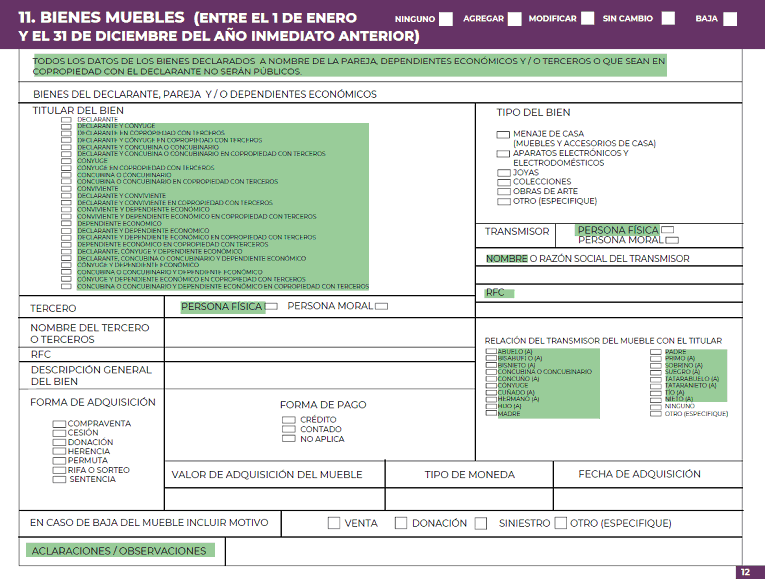 11. BIENES MUEBLES (ENTRE EL 1 DE ENERO
Y EL 31 DE DICIEMBRE DEL AÑO INMEDIATO ANTERIOR)
NINGUNO AGREGAR MODIFICAR SIN CAMBIO BAJA
TODOS LOS DATOS DE LOS BIENES DECLARADOS A NOMBRE DE LA PAREJA, DEPENDIENTES ECONÓMICOS Y / O TERCEROS O QUE SEAN EN
COPROPIEDAD CON EL DECLARANTE NO SERÁN PÚBLICOS.
BIENES DEL DECLARANTE, PAREJA Y / O DEPENDIENTES ECONÓMICOS
TITULAR DEL BIEN
DECLARANTE
DECLARANTE Y CÓNYUGE
DECLARANTE EN COPROPIEDAD CON TERCEROS
DECLARANTE Y CÓNYUGE EN COPROPIEDAD CON TERCEROS
DECLARANTE Y CONCUBINA O CONCUBINARIO
DECLARANTE Y CONCUBINA O CONCUBINARIO EN COPROPIEDAD CON TERCEROS
CÓNYUGE
CÓNYUGE EN COPROPIEDAD CON TERCEROS
CONCUBINA O CONCUBINARIO
CONCUBINA O CONCUBINARIO EN COPROPIEDAD CON TERCEROS
CONVIVIENTE
DECLARANTE Y CONVIVIENTE
DECLARANTE Y CONVIVIENTE EN COPROPIEDAD CON TERCEROS
CONVIVIENTE Y DEPENDIENTE ECONÓMICO
CONVIVIENTE Y DEPENDIENTE ECONÓMICO EN COPROPIEDAD CON TERCEROS
DEPENDIENTE ECONÓMICO
DECLARANTE Y DEPENDIENTE ECONÓMICO
DECLARANTE Y DEPENDIENTE ECONÓMICO EN COPROPIEDAD CON TERCEROS
DEPENDIENTE ECONÓMICO EN COPROPIEDAD CON TERCEROS
DECLARANTE, CÓNYUGE Y DEPENDIENTE ECONÓMICO
DECLARANTE, CONCUBINA O CONCUBINARIO Y DEPENDIENTE ECONÓMICO
CÓNYUGE Y DEPENDIENTE ECONÓMICO
CONCUBINA O CONCUBINARIO Y DEPENDIENTE ECONÓMICO
CÓNYUGE Y DEPENDIENTE ECONÓMICO EN COPROPIEDAD CON TERCEROS
CONCUBINA O CONCUBINARIO Y DEPENDIENTE ECONÓMICO EN COPROPIEDAD CON TERCEROS
TIPO DEL BIEN
MENAJE DE CASA
(MUEBLES Y ACCESORIOS DE CASA)
APARATOS ELECTRÓNICOS Y
ELECTRODOMÉSTICOS
JOYAS
COLECCIONES
OBRAS DE ARTE
OTRO (ESPECIFIQUE)
TRANSMISOR
PERSONA FÍSICA
PERSONA MORAL
NOMBRE O RAZÓN SOCIAL DEL TRANSMISOR
RFC
TERCERO
PERSONA FÍSICA PERSONA MORAL
NOMBRE DEL TERCERO
O TERCEROS
RFC
DESCRIPCIÓN GENERAL
DEL BIEN
RELACIÓN DEL TRANSMISOR DEL MUEBLE CON EL TITULAR
ABUELO (A)
BISABUELO (A)
BISNIETO (A)
CONCUBINA O CONCUBINARIO
CONCUÑO (A)
CÓNYUGE
CUÑADO (A)
HERMANO (A)
HIJO (A)
MADRE
PADRE
PRIMO (A)
SOBRINO (A)
SUEGRO (A)
TATARABUELO (A)
TATARANIETO (A)
TÍO (A)
NIETO (A)
NINGUNO
OTRO (ESPECIFIQUE)
FORMA DE ADQUISICIÓN
COMPRAVENTA
CESIÓN
DONACIÓN
HERENCIA
PERMUTA
RIFA O SORTEO
SENTENCIA
FORMA DE PAGO
CRÉDITO
CONTADO
NO APLICA
VALOR DE ADQUISICIÓN DEL MUEBLE
TIPO DE MONEDA
FECHA DE ADQUISICIÓN
EN CASO DE BAJA DEL MUEBLE INCLUIR MOTIVO
VENTA DONACIÓN SINIESTRO OTRO (ESPECIFIQUE)
ACLARACIONES / OBSERVACIONES
12